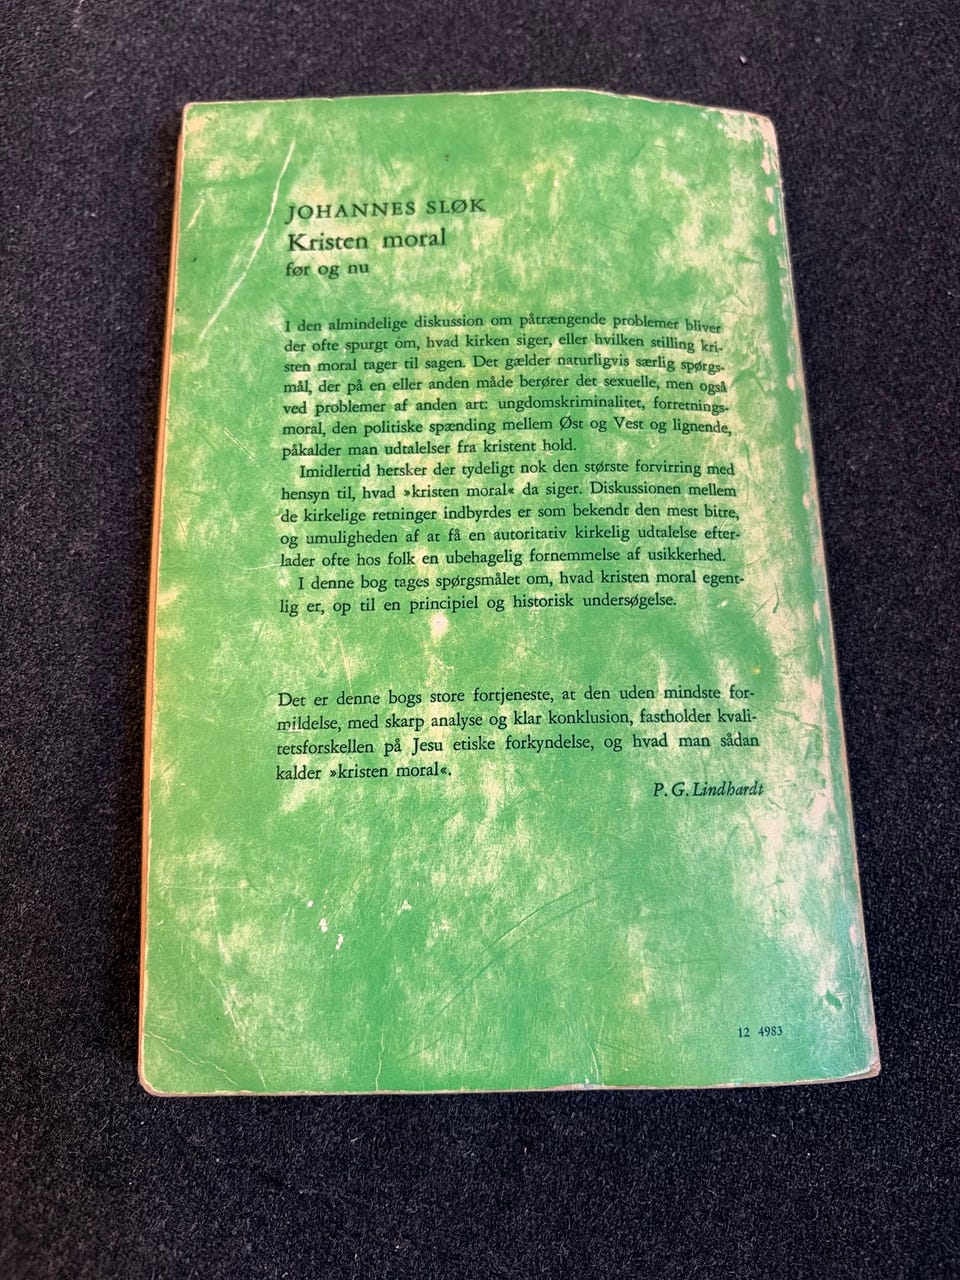 JOHANNES SLØK
Kristen moral
før og nu
I den almindelige diskussion om påtrængende problemer bliver
der ofte spurgt om, hvad kirken siger, eller hvilken stilling kri-
sten moral tager til sagen. Det gælder naturligvis særlig spørgs-
mål, der på en eller anden måde berører det sexuelle, men også
ved problemer af anden art: ungdomskriminalitet, forretnings-
moral, den politiske spænding mellem Øst og Vest og lignende,
påkalder man udtalelser fra kristent hold.
Imidlertid hersker der tydeligt nok den største forvirring med
hensyn til, hvad »kristen moral« da siger. Diskussionen mellem
de kirkelige retninger indbyrdes er som bekendt den mest bitre,
og umuligheden af at få en autoritativ kirkelig udtalelse efter-
lader ofte hos folk en ubehagelig fornemmelse af usikkerhed.
I denne bog tages spørgsmålet om, hvad kristen moral egent-
lig er, op til en principiel og historisk undersøgelse.
Det er denne bogs store fortjeneste, at den uden mindste for-
mildelse, med skarp analyse og klar konklusion, fastholder kvali-
tetsforskellen på Jesu etiske forkyndelse, og hvad man sådan
kalder »kristen moral«.
P. G. Lindhardt
12 4983